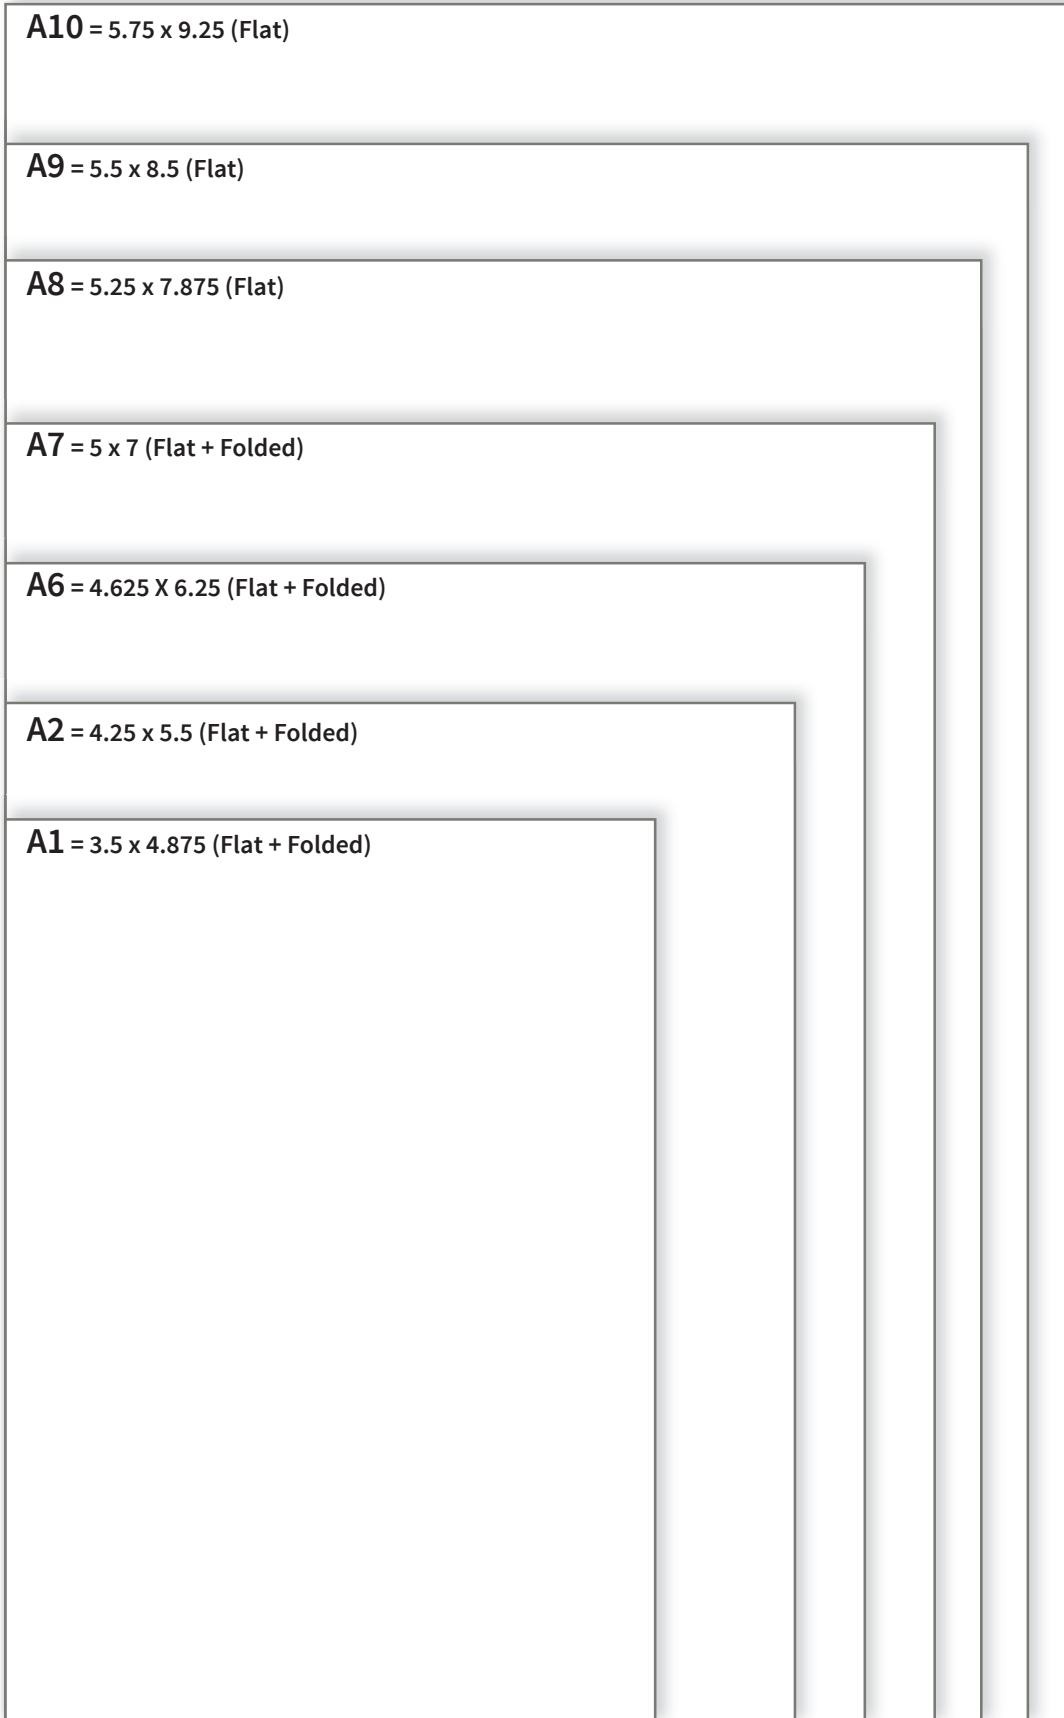 A10 = 5.75 x 9.25 (Flat)
A9 = 5.5 x 8.5 (Flat)
A8 = 5.25 x 7.875 (Flat)
A7 = 5 x 7 (Flat + Folded)
A6 = 4.625 X 6.25 (Flat + Folded)
A2 = 4.25 x 5.5 (Flat + Folded)
A1 = 3.5 x 4.875 (Flat + Folded)